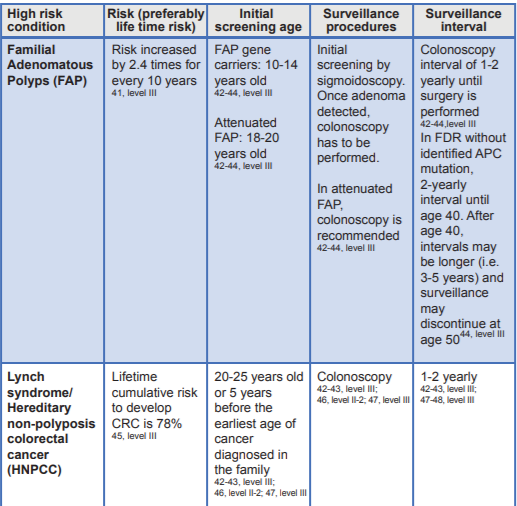 High risk
condition
Risk (preferably
life time risk)
Initial
screening age
Surveillance
procedures
Surveillance
interval
Familial
Adenomatous
Polyps (FAP)
Risk increased
by 2.4 times for
every 10 years
41, level III
FAP gene
carriers: 10-14
years old
42-44, level III
Attenuated
FAP: 18-20
years old
42-44, level III
Initial
screening by
sigmoidoscopy.
Once adenoma
detected,
colonoscopy
has to be
performed.
In attenuated
FAP,
colonoscopy is
recommended
42-44, level III
Colonoscopy
interval of 1-2
yearly until
surgery is
performed
42-44,level III
In FDR without
identified APC
mutation,
2-yearly
interval until
age 40. After
age 40,
intervals may
be longer (i.e.
3-5 years) and
surveillance
may
discontinue at
age 50 44, level III
Lynch
syndrome/
Hereditary
non-polyposis
colorectal
cancer
(HNPCC)
Lifetime
cumulative risk
to develop
CRC is 78%
45, level III
20-25 years old
or 5 years
before the
earliest age of
cancer
diagnosed in
the family
42-43, level III;
46, level II-2; 47, level III
Colonoscopy
42-43, level III;
46, level II-2; 47, level III
1-2 yearly
42-43, level III;
47-48, level III